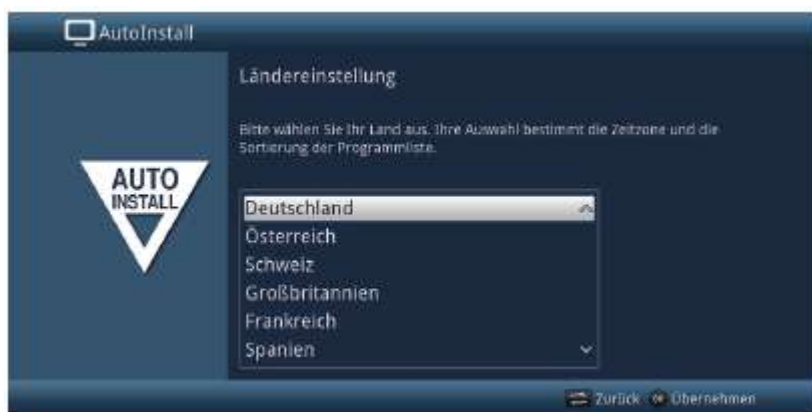 AutoInstall
Ländereinstellung
Bitte wählen Sie Ihr Land aus. Ihre Auswahl bestimmt die Zeitzone und die
Sortierung der Programmliste.
AUTO
INSTALL
Deutschland
Österreich
Schweiz
Großbritannien
Frankreich
Spanien
Zurück OK Übernehmen